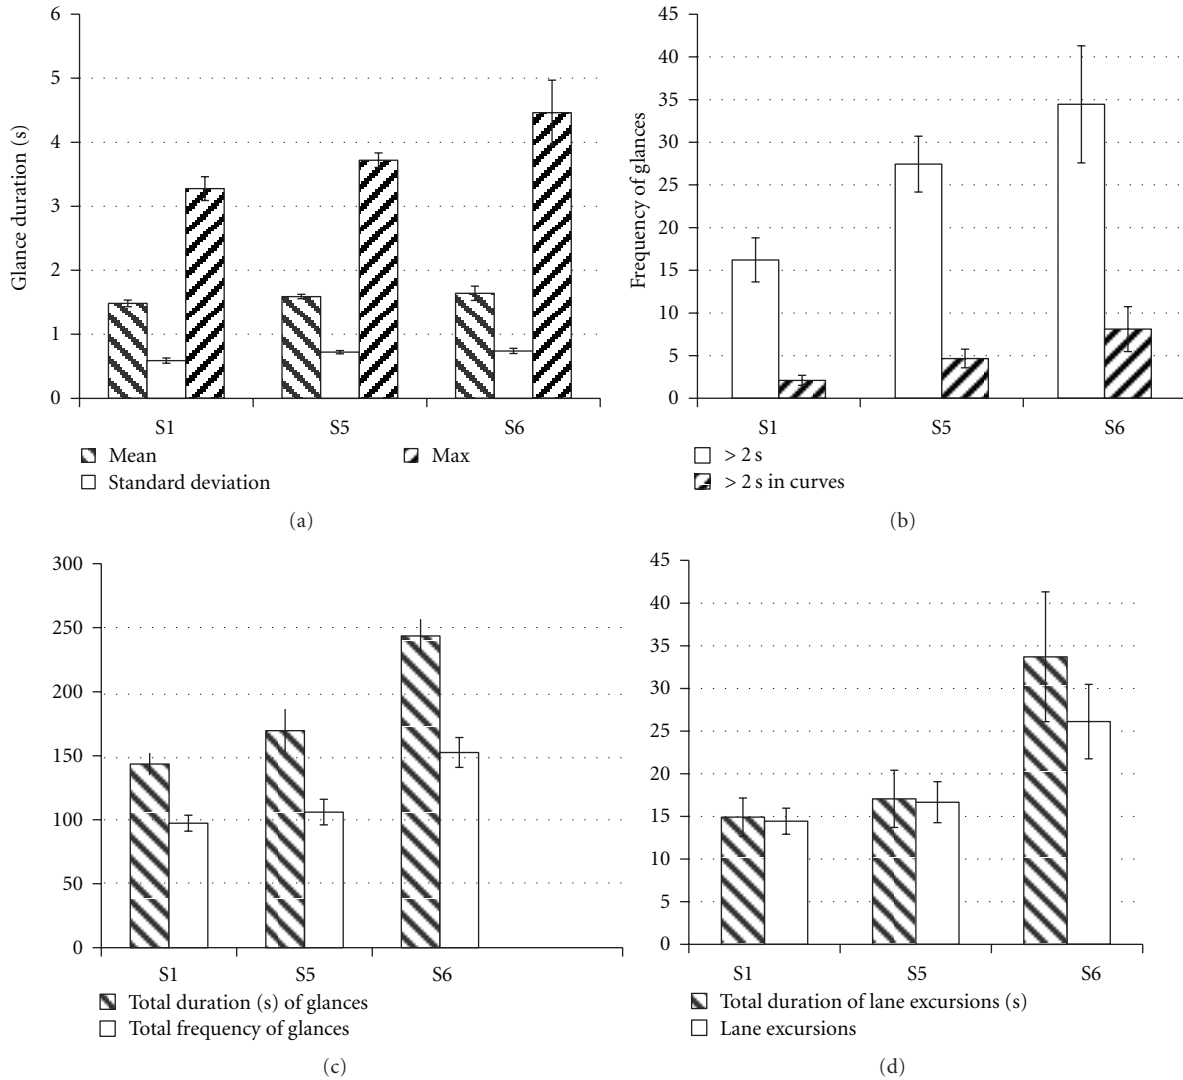 6
5
4
3
2
1
0
Glance duration (s)
S1 S5 S6
Mean Max
Standard deviation
(a)
45
40
35
30
25
20
15
10
5
0
Frequency of glances
S1 S5 S6
> 2 s
> 2 s in curves
(b)
300
250
200
150
100
50
0
S1 S5 S6
Total duration (s) of glances
Total frequency of glances
(c)
45
40
35
30
25
20
15
10
5
0
S1 S5 S6
Total duration of lane excursions (s)
Lane excursions
(d)